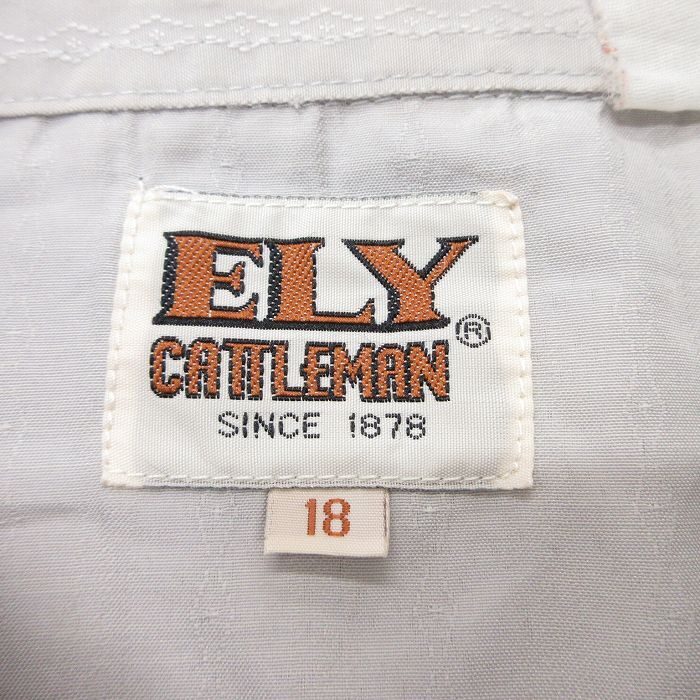 ELY
CATTLEMAN ®
SINCE 1878
18